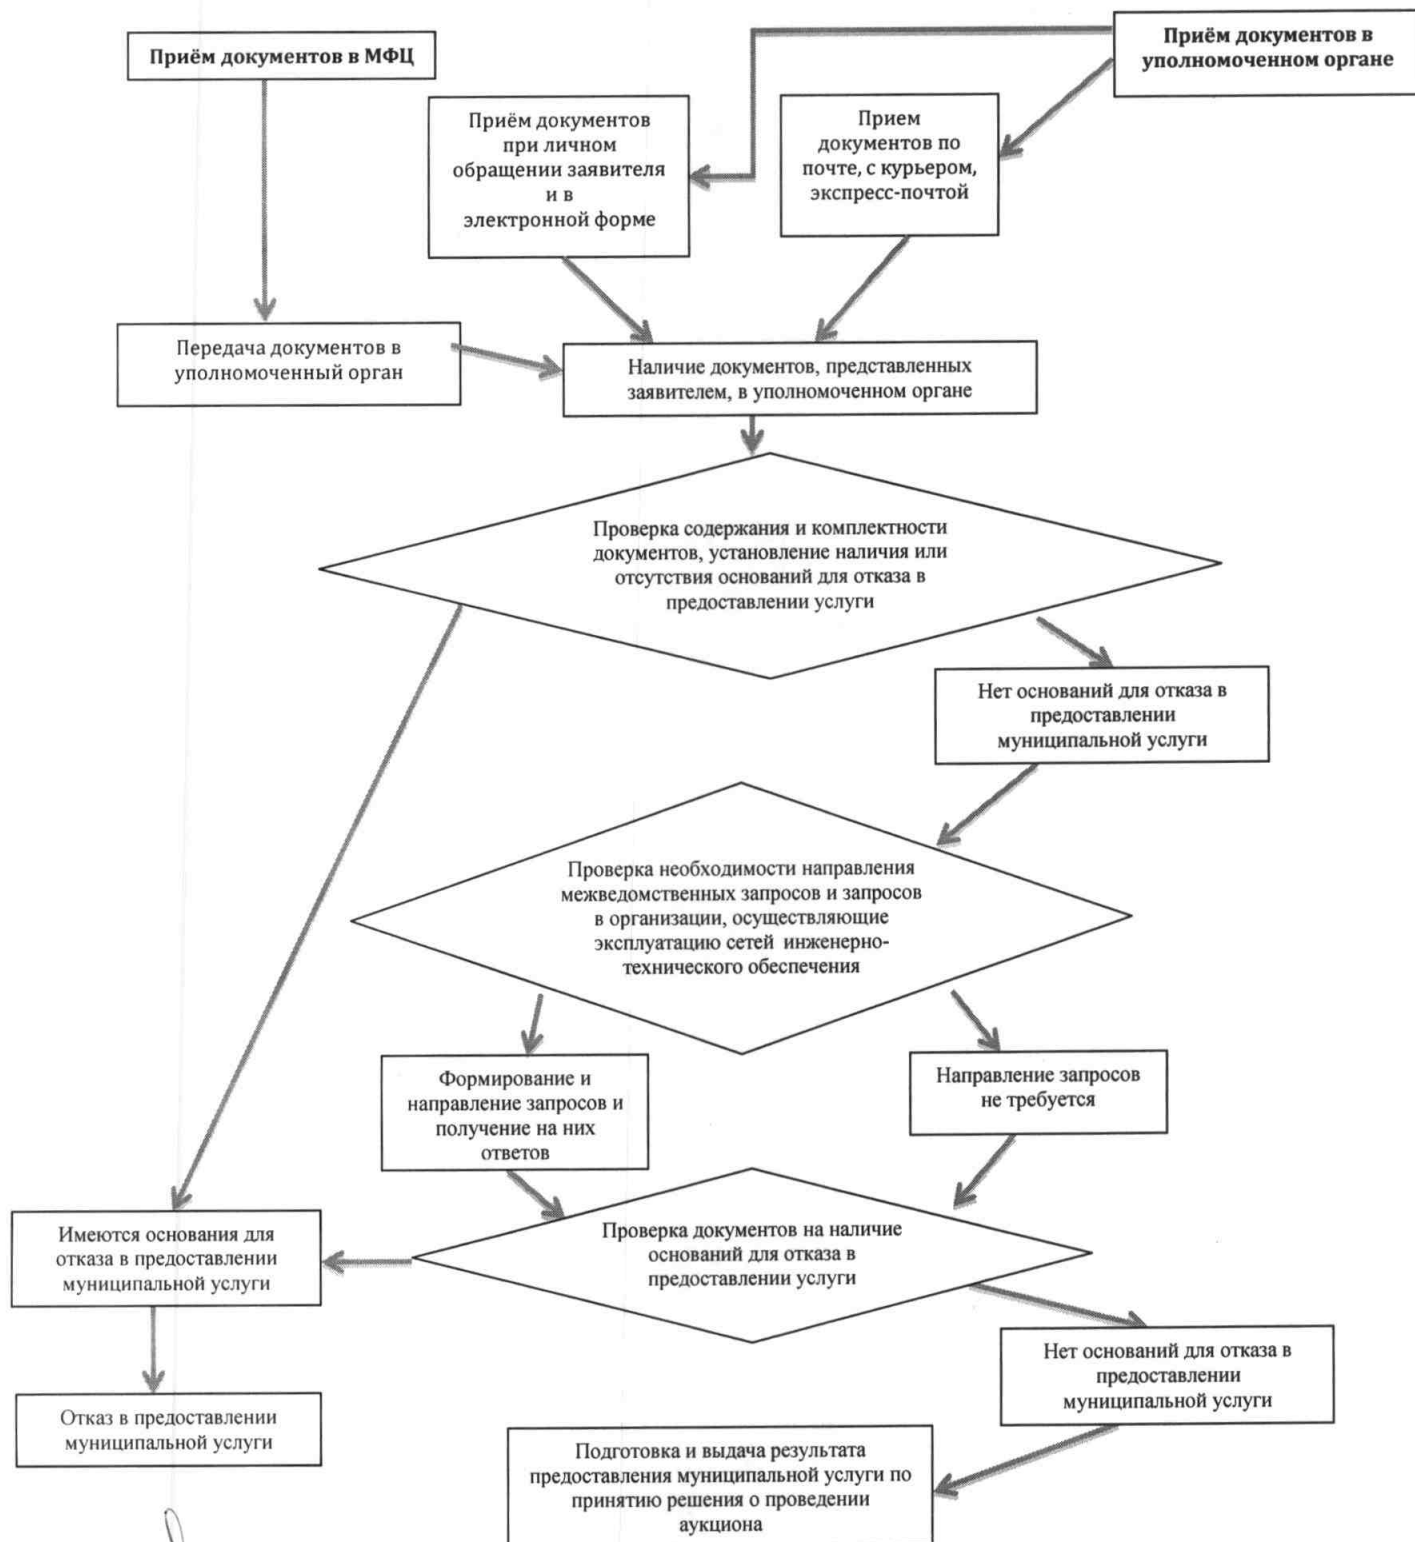 Приём документов в МФЦ
Приём документов в
уполномоченном органе
Приём документов
при личном
обращении заявителя
и в
электронной форме
Прием
документов по
почте, с курьером,
экспресс-почтой
Передача документов в
уполномоченный орган
Наличие документов, представленных
заявителем, в уполномоченном органе
Проверка содержания и комплектности
документов, установление наличия или
отсутствия оснований для отказа в
предоставлении услуги
Нет оснований для отказа в
предоставлении
муниципальной услуги
Проверка необходимости направления
межведомственных запросов и запросов
в организации, осуществляющие
эксплуатацию сетей инженерно-
технического обеспечения
Формирование и
направление запросов и
получение на них
ответов
Направление запросов
не требуется
Имеются основания для
отказа в предоставлении
муниципальной услуги
Проверка документов на наличие
оснований для отказа в
предоставлении услуги
Нет оснований для отказа в
предоставлении
муниципальной услуги
Отказ в предоставлении
муниципальной услуги
Подготовка и выдача результата
предоставления муниципальной услуги по
принятию решения о проведении
аукциона